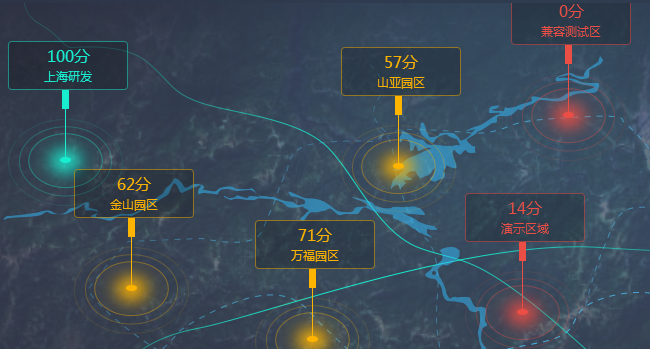 0分
兼容测试区
100分
上海研发
57分
山亚园区
62分
金山园区
14分
演示区域
71分
万福园区